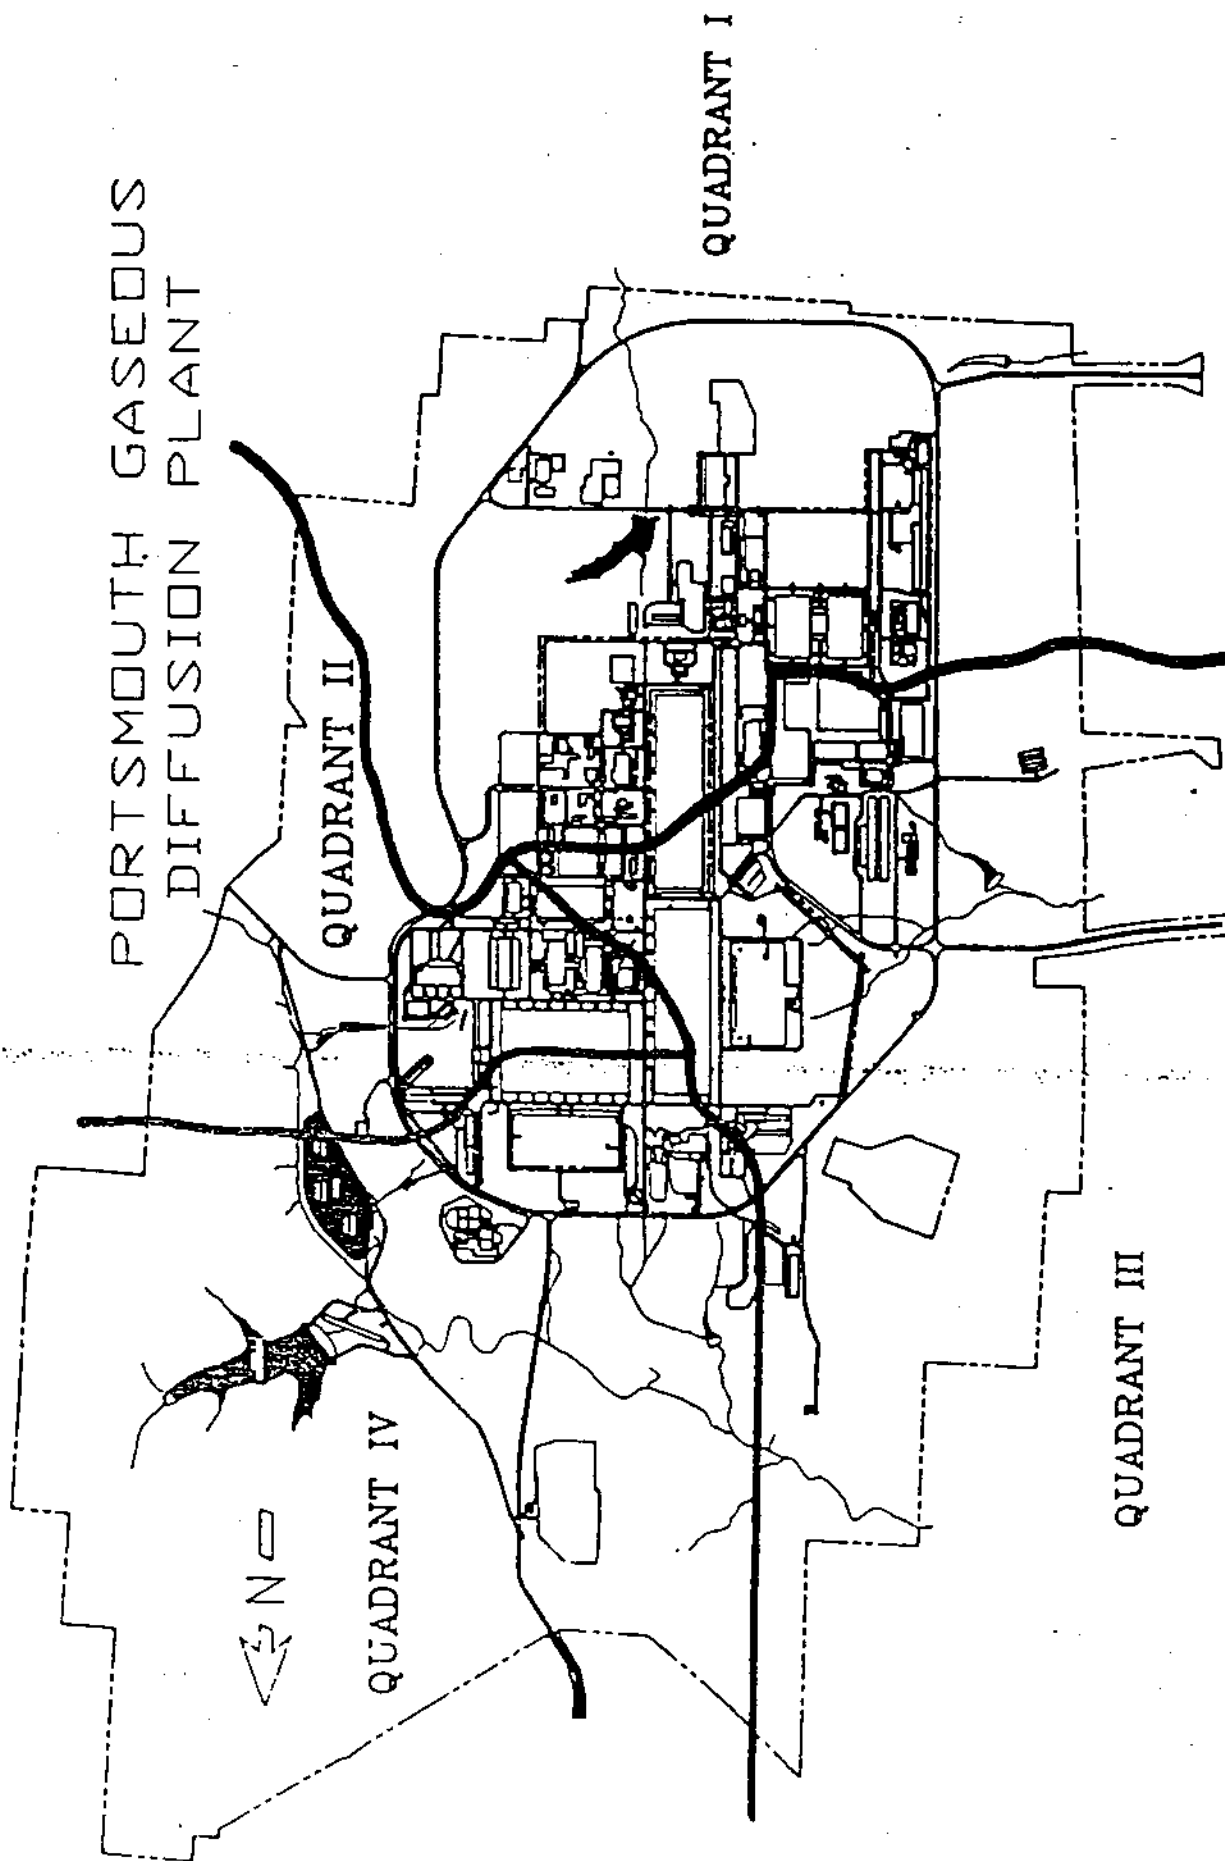 PORTSMOUTH GASEOUS
DIFFUSION PLANT
QUADRANT I
QUADRANT II
QUADRANT III
QUADRANT IV
N